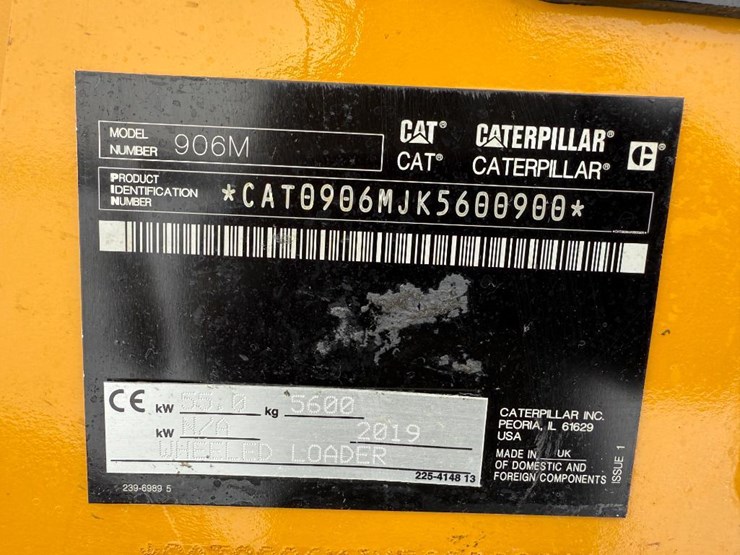 MODEL NUMBER 906M
CAT® CATERPILLAR®
CAT® CATERPILLAR®
PRODUCT IDENTIFICATION NUMBER *CAT0906MJK5600900*
CE kW 55.0 kg 5600
kW N/A 2019
WHEELED LOADER
225-4148 13
239-6989 5
CATERPILLAR INC.
PEORIA, IL 61629
USA
MADE IN UK
OF DOMESTIC AND
FOREIGN COMPONENTS
ISSUE 1